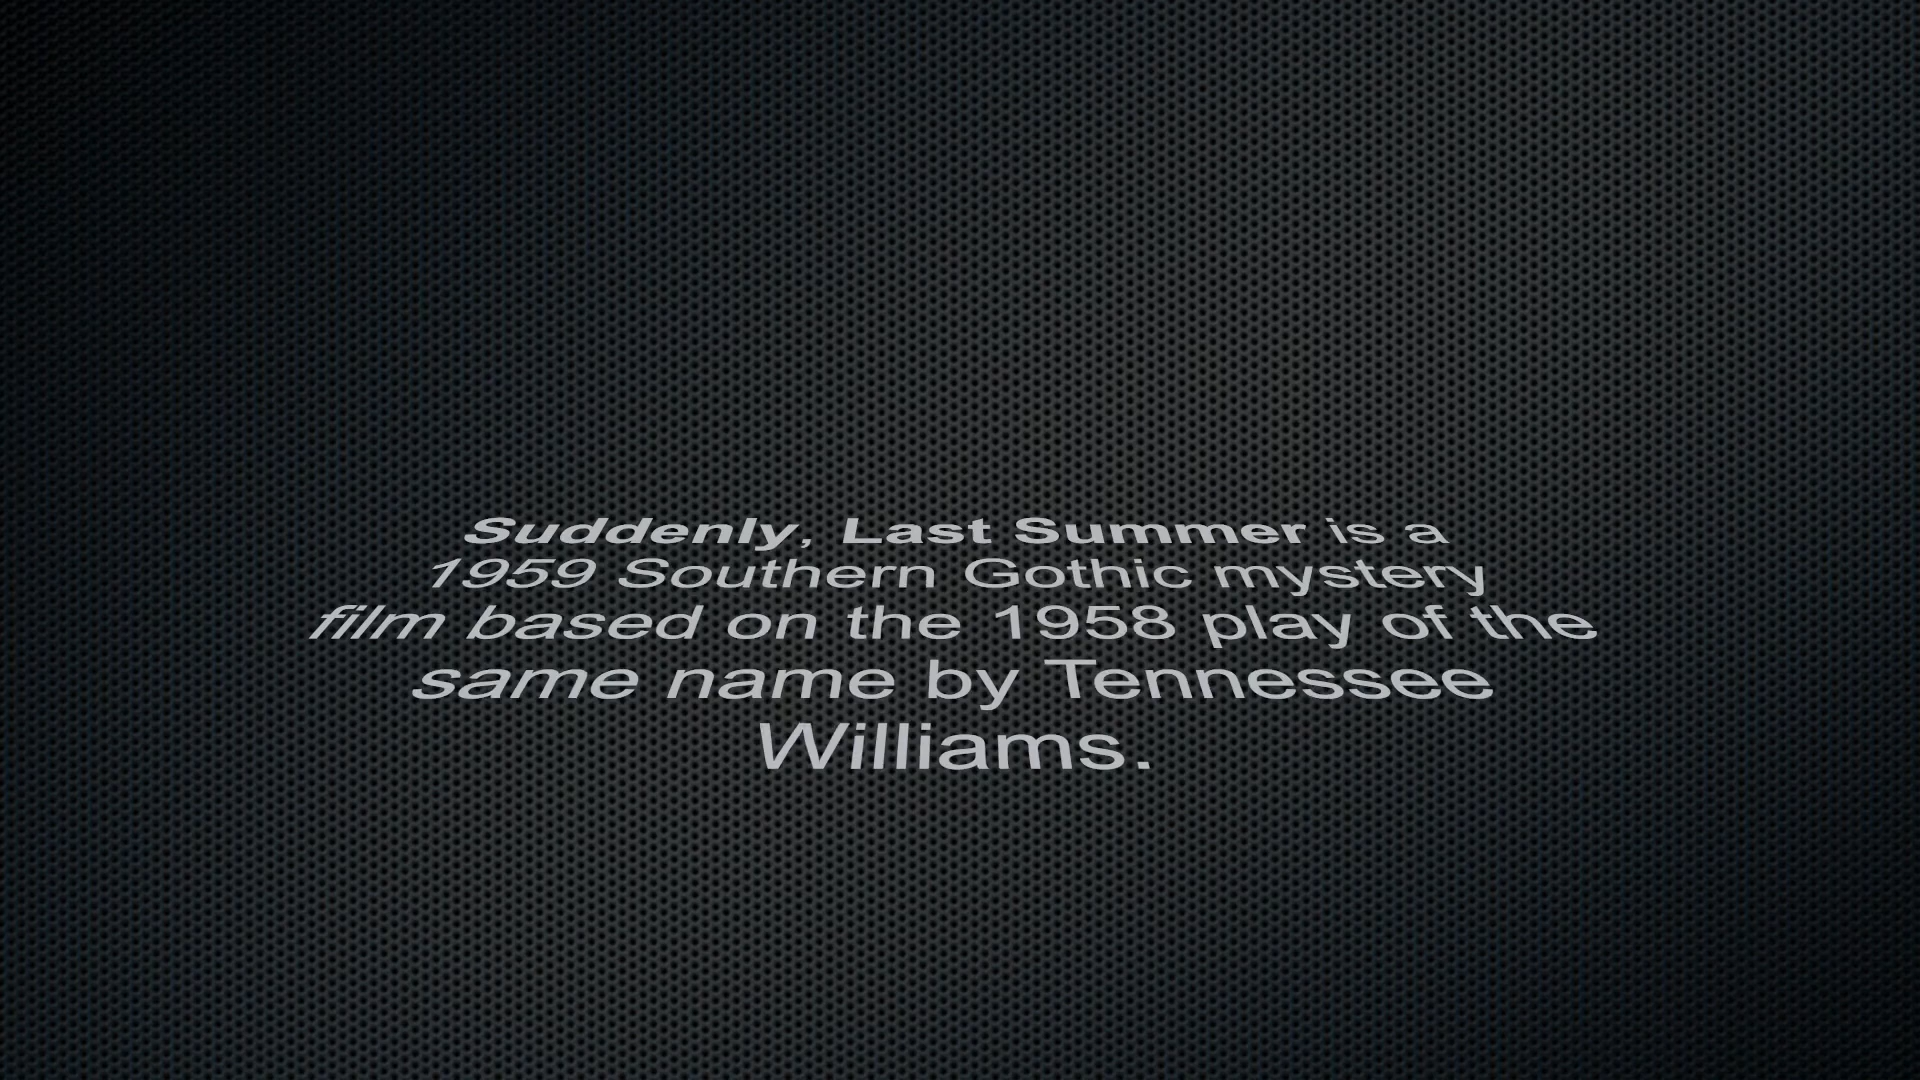 Suddenly, Last Summer is a
1959 Southern Gothic mystery
film based on the 1958 play of the
same name by Tennessee
Williams.